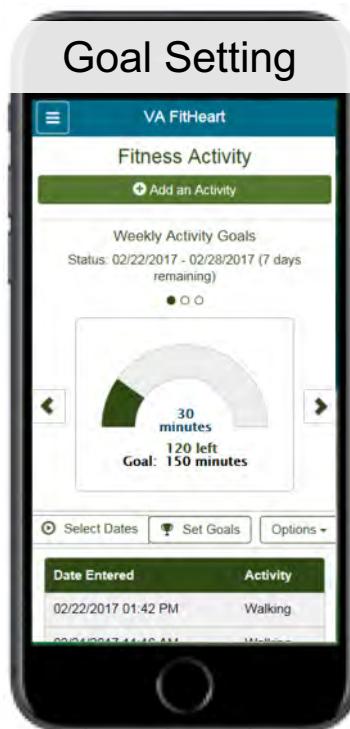 Goal Setting
VA FitHeart
Fitness Activity
Add an Activity
Weekly Activity Goals
Status: 02/22/2017 - 02/28/2017 (7 days
remaining)
30
minutes
120 left
Goal: 150 minutes
Select Dates
Set Goals
Options
Date Entered Activity
02/22/2017 01:42 PM Walking